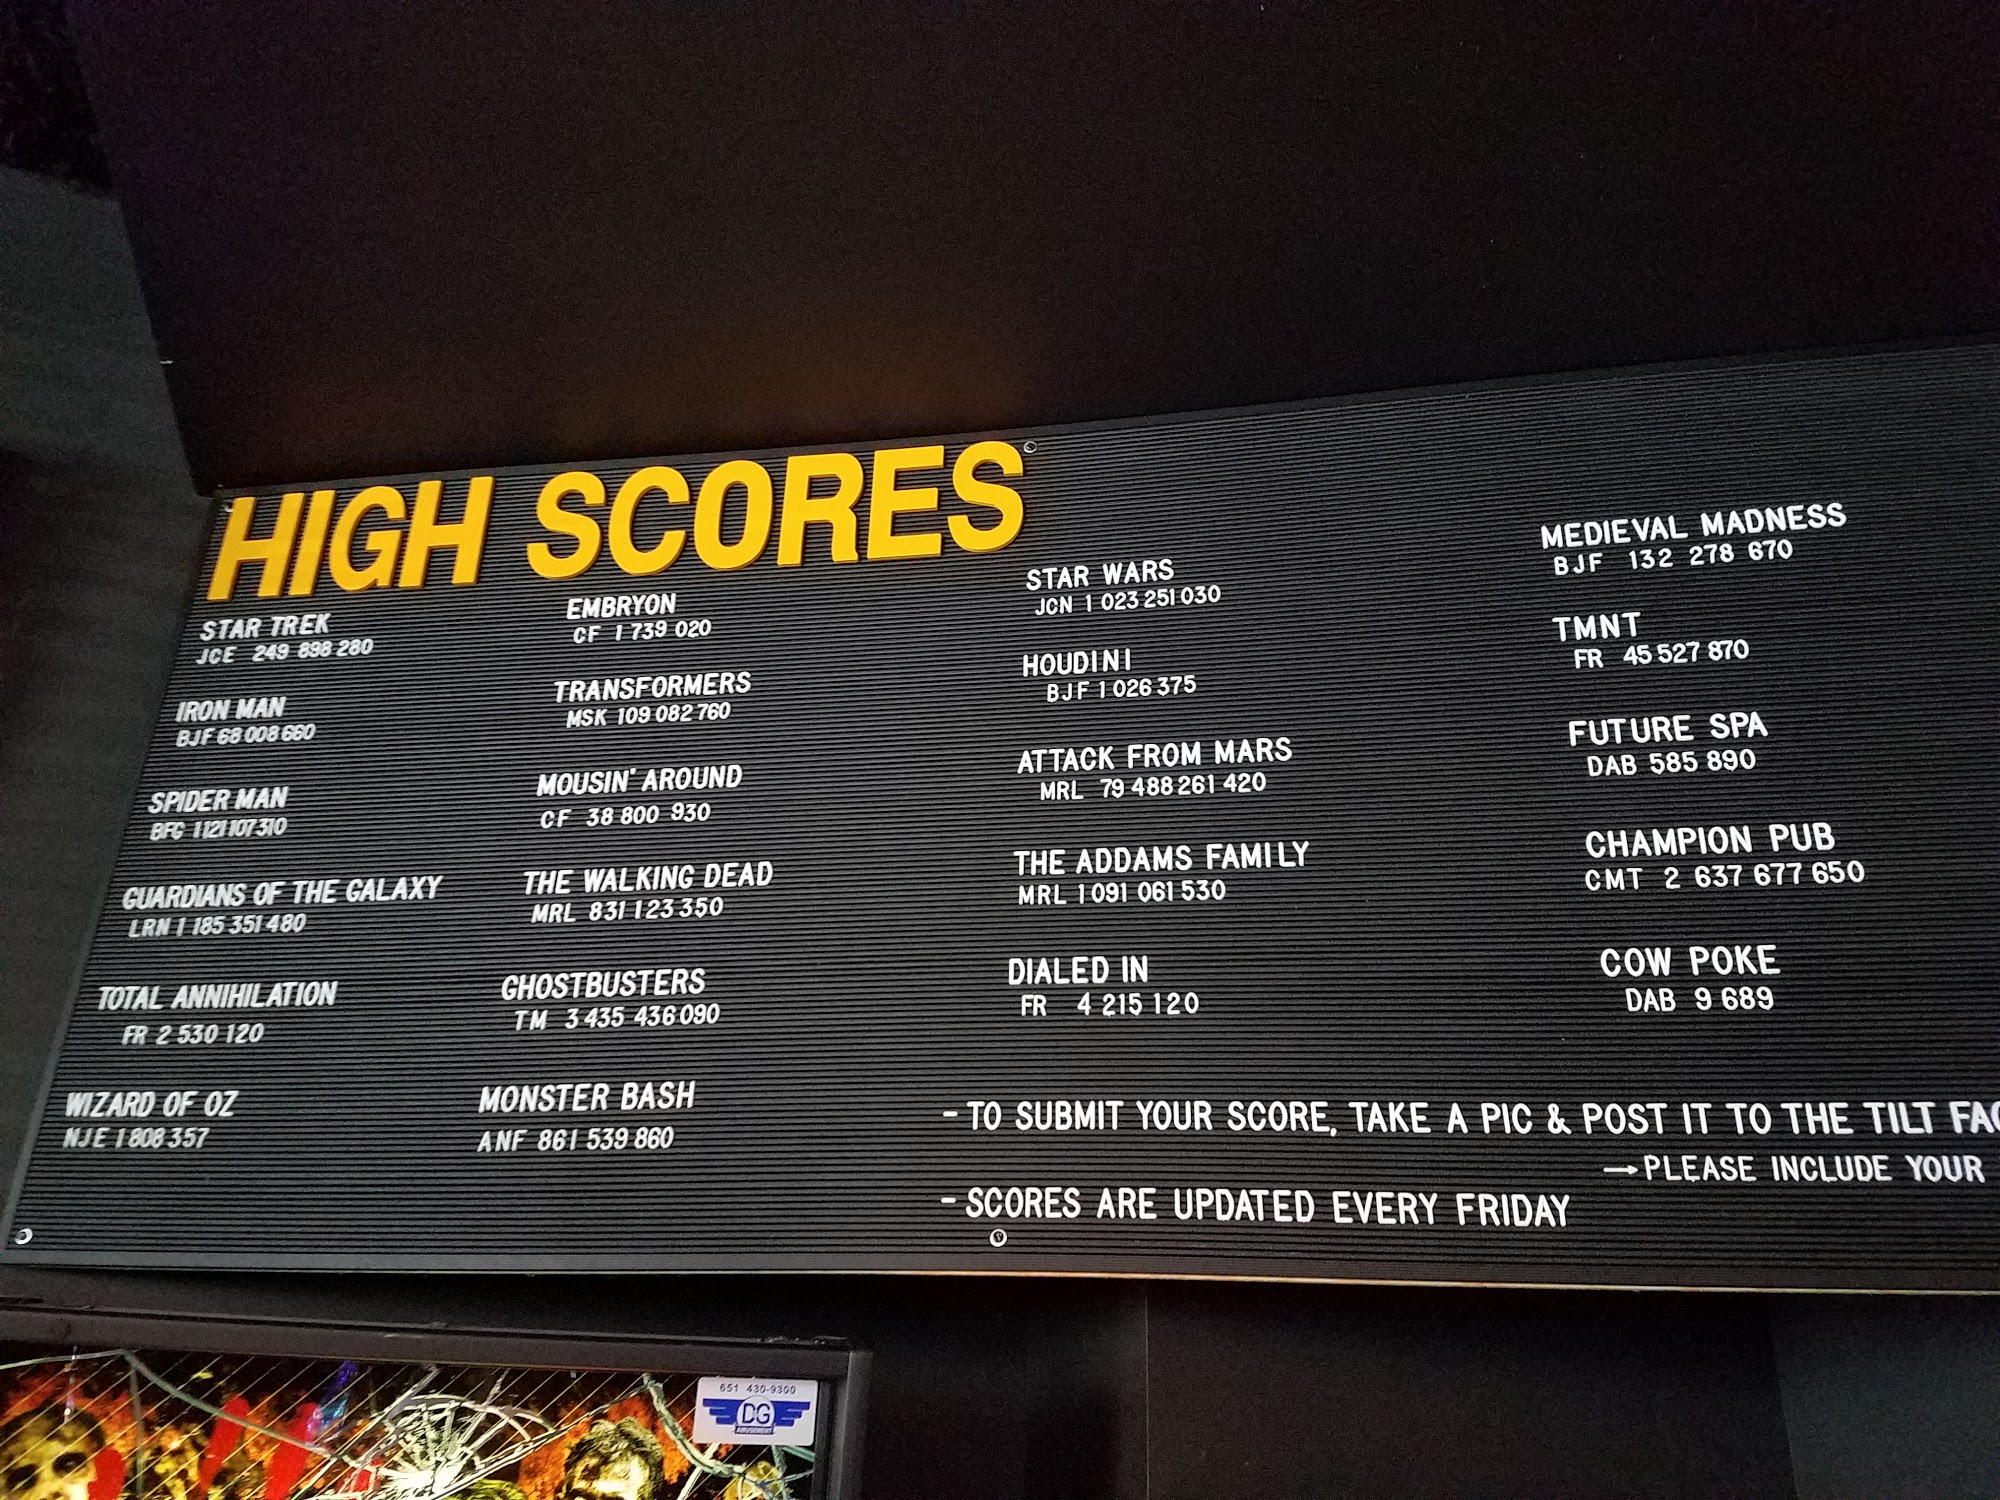 HIGH SCORES
STAR TREK
JCE 249 898 280
IRON MAN
BJF 68 008 660
SPIDER MAN
BFG 1121107310
GUARDIANS OF THE GALAXY
LRN 1 185 351 480
TOTAL ANNIHILATION
FR 2 530 120
WIZARD OF OZ
NJE 1 808 357
EMBRYON
CF 1 739 020
TRANSFORMERS
MSK 109 082 760
MOUSIN' AROUND
CF 38 800 930
THE WALKING DEAD
MRL 831 123 350
GHOSTBUSTERS
TM 3 435 436 090
MONSTER BASH
ANF 861 539 860
STAR WARS
JCN 1 023 251 030
HOUDINI
BJF 1 026 375
ATTACK FROM MARS
MRL 79 488 261 420
THE ADDAMS FAMILY
MRL 1 091 061 530
DIALED IN
FR 4 215 120
MEDIEVAL MADNESS
BJF 132 278 670
TMNT
FR 45 527 870
FUTURE SPA
DAB 585 890
CHAMPION PUB
CMT 2 637 677 650
COW POKE
DAB 9 689
- TO SUBMIT YOUR SCORE, TAKE A PIC & POST IT TO THE TILT
→ PLEASE INCLUDE YOUR
- SCORES ARE UPDATED EVERY FRIDAY
651 430-9300
DG
AMUSEMENT